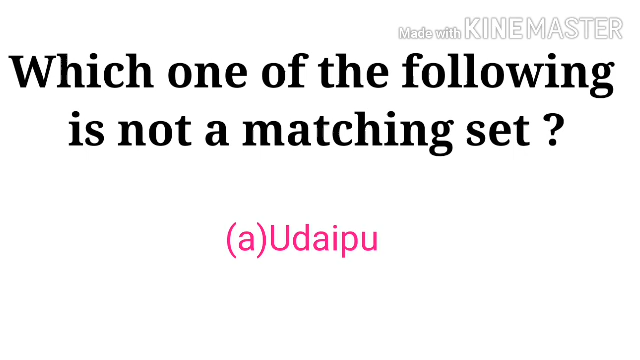 Made with KINEMASTER
Which one of the following
is not a matching set ?
(a)Udaipu